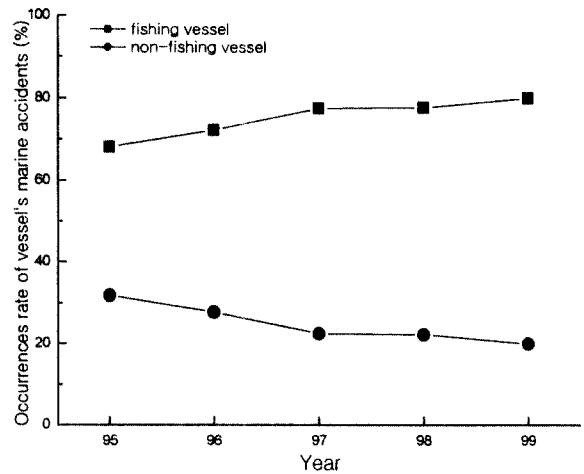 fishing vessel
non-fishing vessel
Occurrences rate of vessel's marine accidents (%)
100
80
60
40
20
0
95
96
97
98
99
Year